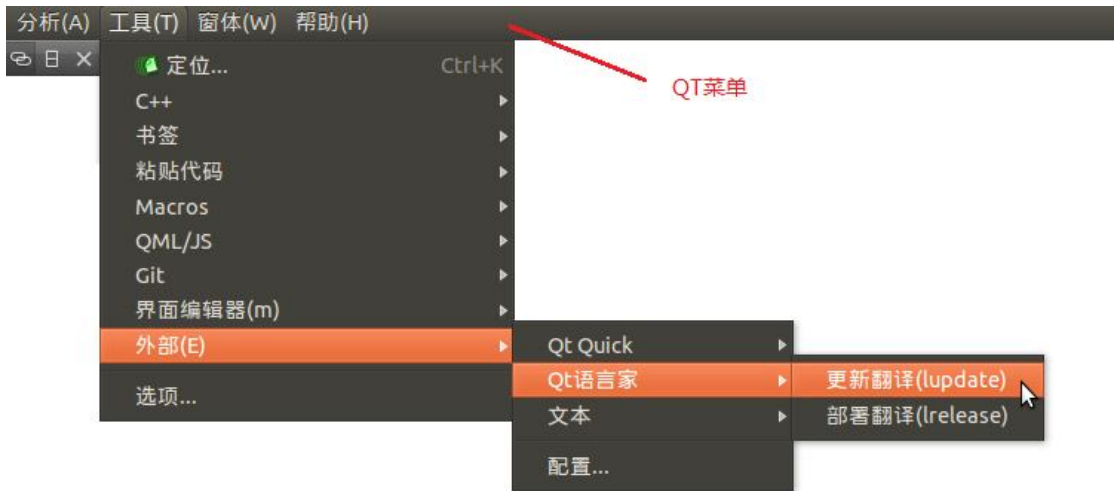 分析(A) 工具(T) 窗体(W) 帮助(H)
定位... Ctrl+K
QT菜单
C++
书签
粘贴代码
Macros
QML/JS
Git
界面编辑器(m)
外部(E)
选项...
Qt Quick
Qt语言家
文本
配置...
更新翻译(lupdate)
部署翻译(lrelease)